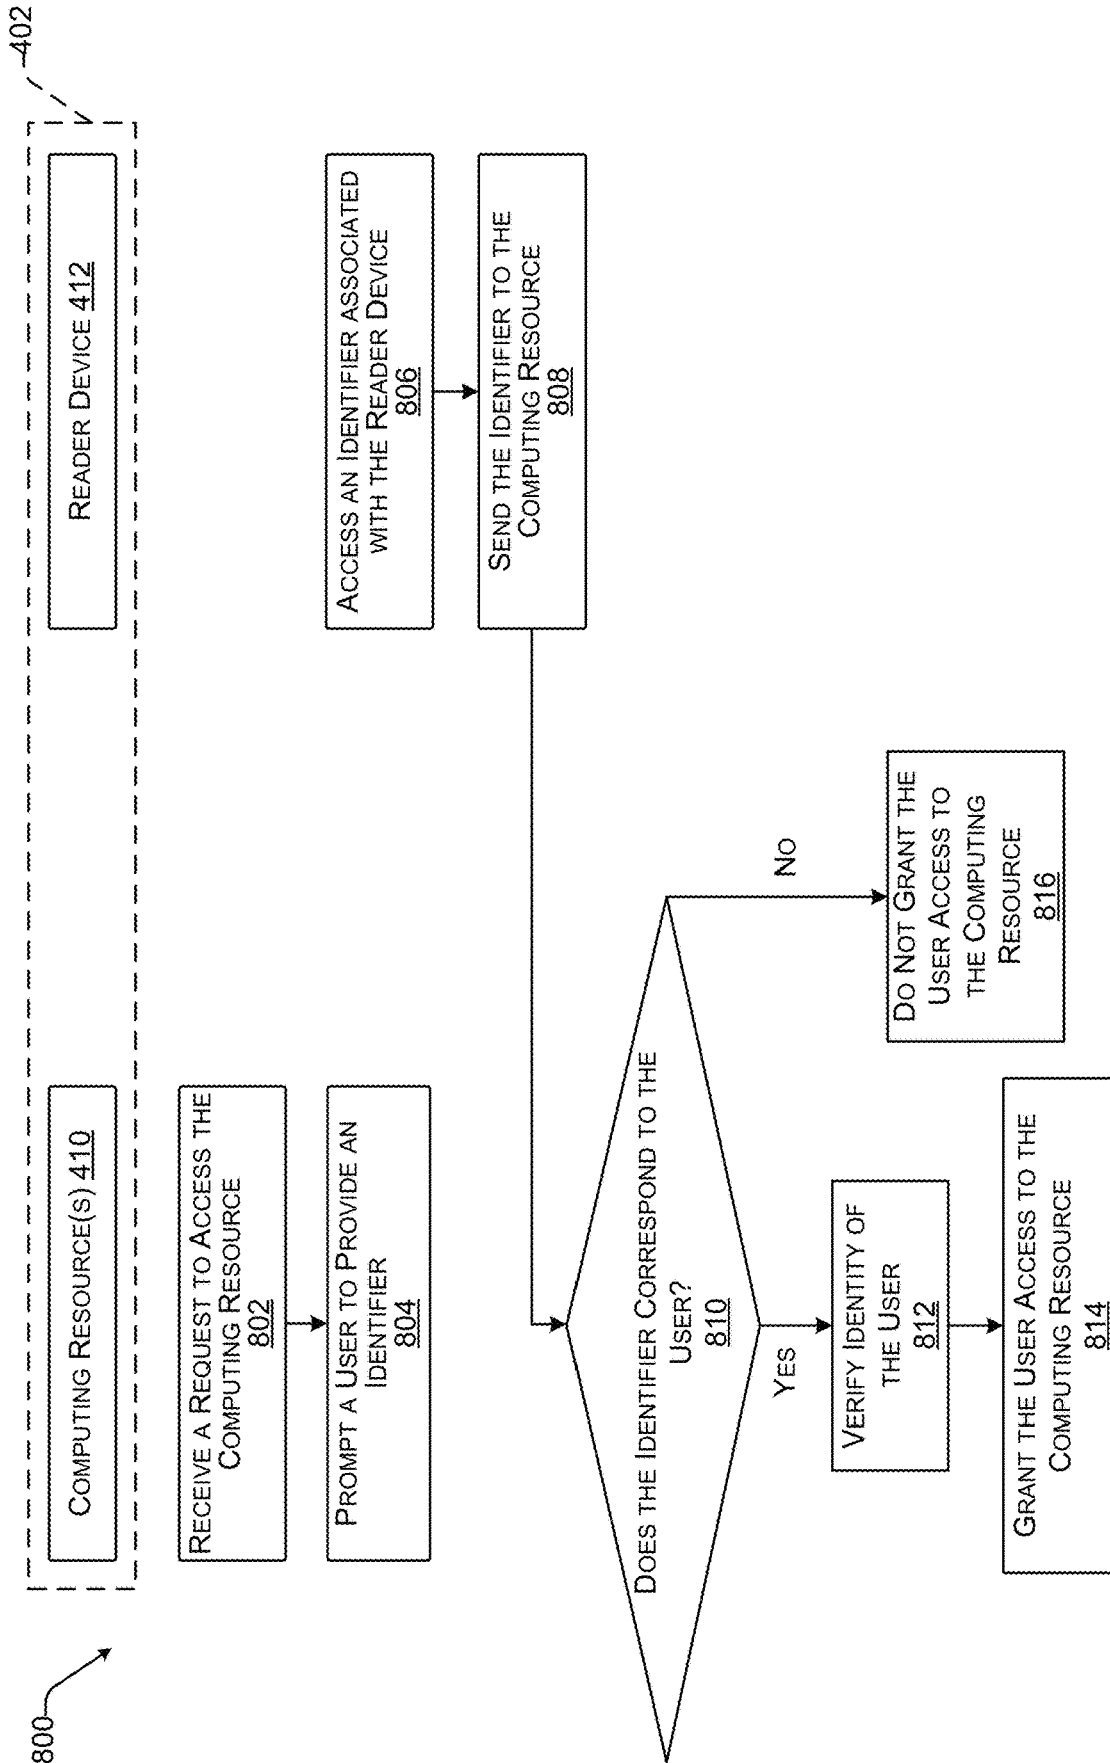 800
402
Computing Resource(s) 410
Reader Device 412
Receive a Request to Access the
Computing Resource
802
Prompt a User to Provide an
Identifier
804
Access an Identifier associated
with the Reader Device
806
Send the Identifier to the
Computing Resource
808
Does the Identifier Correspond to the
User?
810
Yes
No
Verify Identity of
the User
812
Grant the User Access to the
Computing Resource
814
Do Not Grant the
User Access to
the Computing
Resource
816